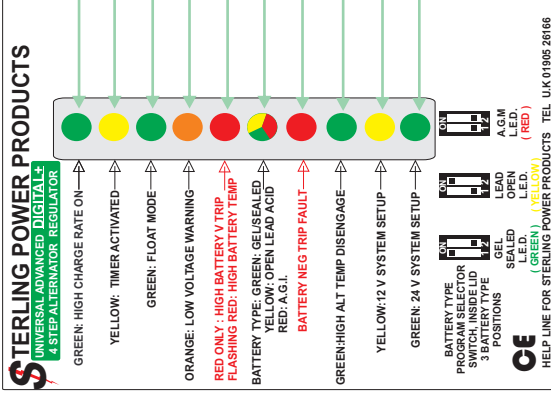 STERLING POWER PRODUCTS
UNIVERSAL ADVANCED DIGITAL+
4 STEP ALTERNATOR REGULATOR
GREEN: HIGH CHARGE RATE ON
YELLOW: TIMER ACTIVATED
GREEN: FLOAT MODE
ORANGE: LOW VOLTAGE WARNING
RED ONLY : HIGH BATTERY V TRIP
FLASHING RED: HIGH BATTERY TEMP
BATTERY TYPE: GREEN: GEL/SEALED
YELLOW: OPEN LEAD ACID
RED: A.G.I.
BATTERY NEG TRIP FAULT
GREEN:HIGH ALT TEMP DISENGAGE
YELLOW:12 V SYSTEM SETUP
GREEN: 24 V SYSTEM SETUP
BATTERY TYPE
PROGRAM SELECTOR
SWITCH, INSIDE LID
3 BATTERY TYPE
POSITIONS
ON
1 2
GEL
SEALED
L.E.D.
( GREEN )
ON
1 2
LEAD
OPEN
L.E.D.
( YELLOW )
ON
1 2
A.G.M
L.E.D.
( RED )
CE
HELP LINE FOR STERLING POWER PRODUCTS TEL U.K 01905 26166